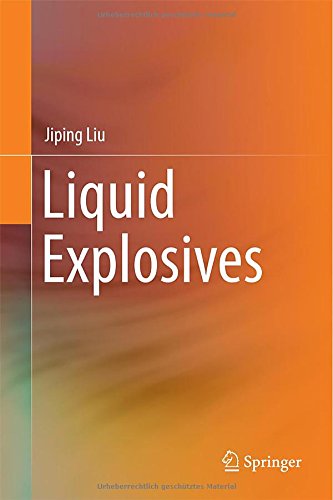 Urheberrechtlich geschütztes Material
Jiping Liu
Liquid
Explosives
Springer
Urheberrechtlich geschütztes Material